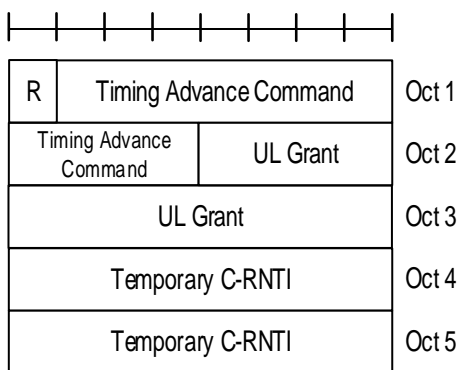 R Timing Advance Command Oct 1
Timing Advance
Command UL Grant Oct 2
UL Grant Oct 3
Temporary C-RNTI Oct 4
Temporary C-RNTI Oct 5